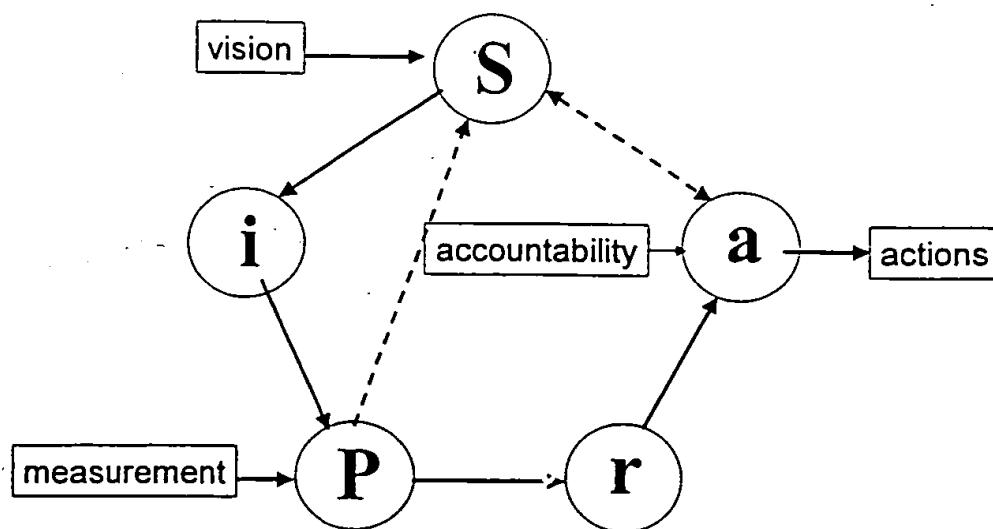 vision
S
i
accountability
a
actions
measurement
P
r